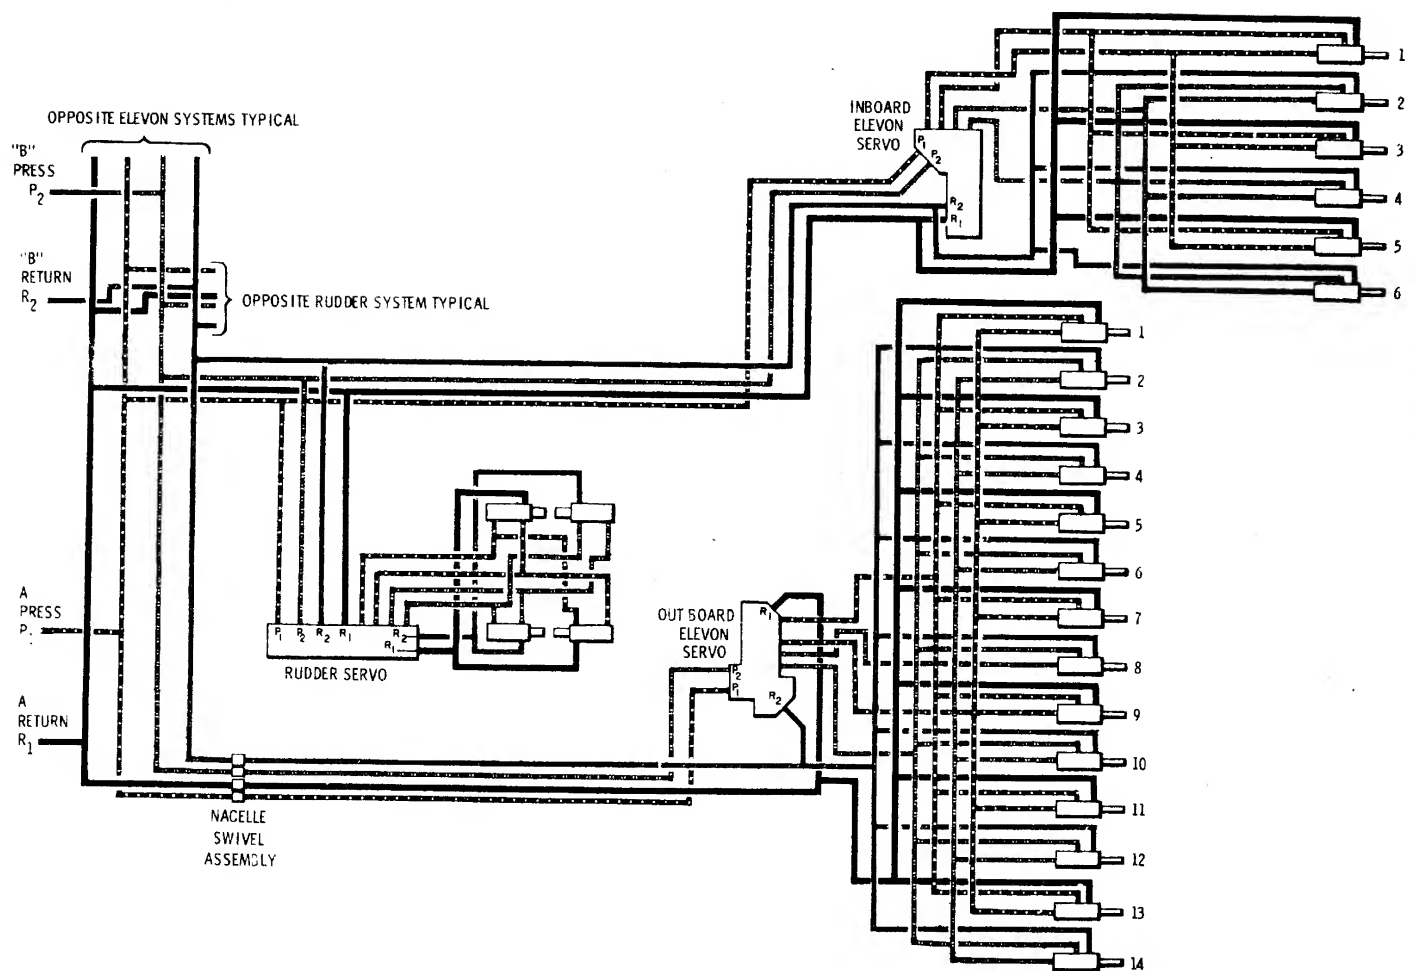 OPPOSITE ELEVON SYSTEMS TYPICAL
"B"
PRESS
P2
"B"
RETURN
R2
OPPOSITE RUDDER SYSTEM TYPICAL
A
PRESS
P1
A
RETURN
R1
NACELLE
SWIVEL
ASSEMBLY
P1 P2 R2 R1 R2
R1
RUDDER SERVO
INBOARD
ELEVON
SERVO
P1
P2
R2
R1
1
2
3
4
5
6
OUT BOARD
ELEVON
SERVO
R1
P2
P1
R2
1
2
3
4
5
6
7
8
9
10
11
12
13
14